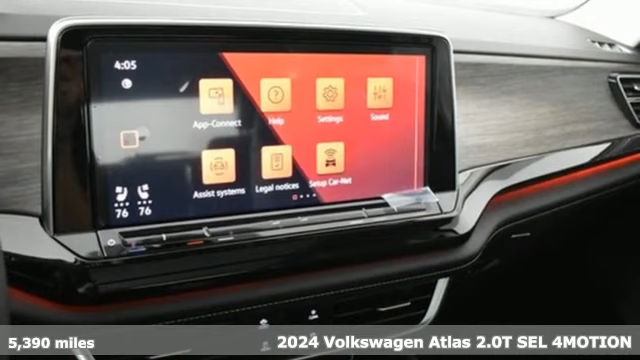 4:05
App-Connect
Help
Settings
Sound
Assist systems
Legal notices
Setup Car-Net
76 76
5,390 miles
2024 Volkswagen Atlas 2.0T SEL 4MOTION